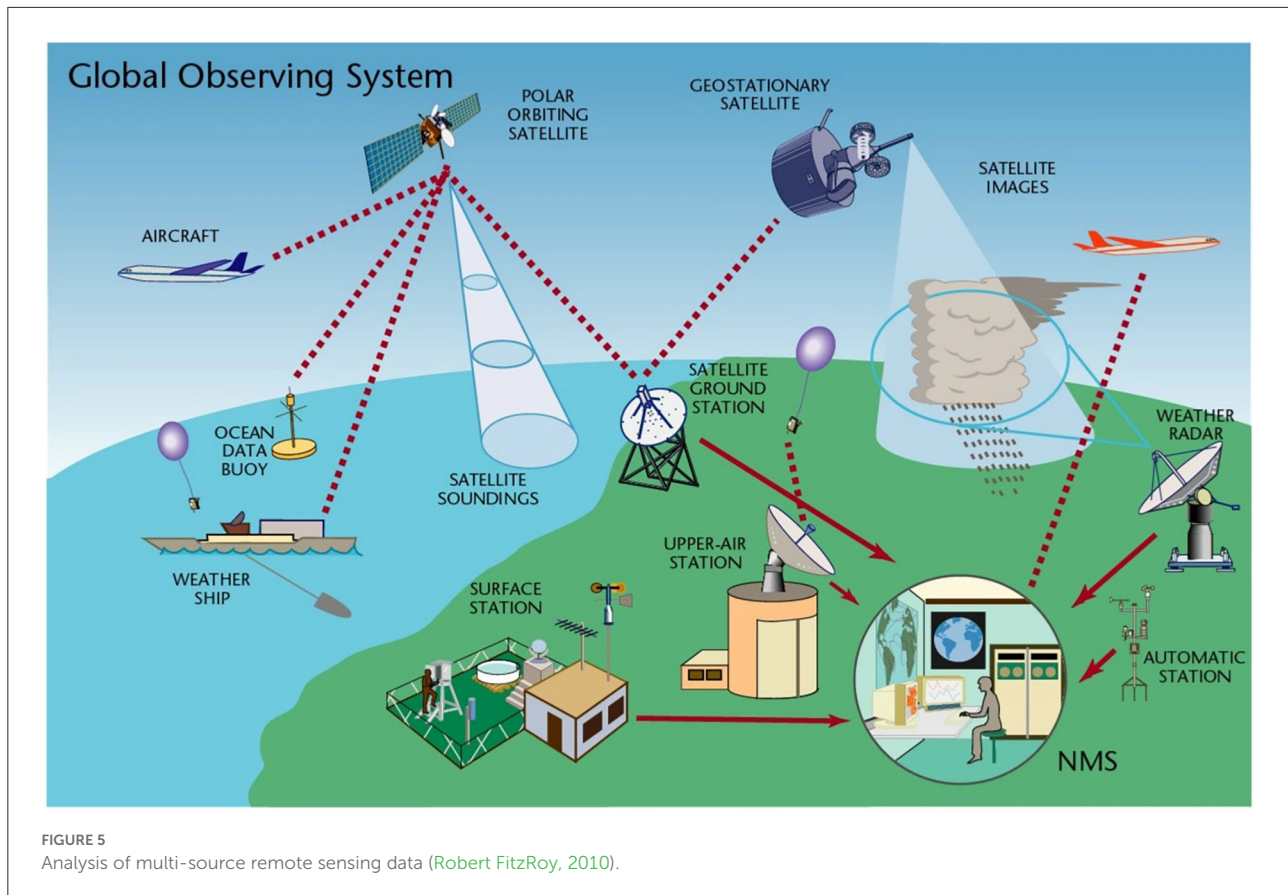 Global Observing System
POLAR
ORBITING
SATELLITE
GEOSTATIONARY
SATELLITE
SATELLITE
IMAGES
AIRCRAFT
OCEAN
DATA
BUOY
SATELLITE
SOUNDINGS
SATELLITE
GROUND
STATION
WEATHER
RADAR
WEATHER
SHIP
UPPER-AIR
STATION
SURFACE
STATION
AUTOMATIC
STATION
NMS
FIGURE 5
Analysis of multi-source remote sensing data (Robert FitzRoy, 2010).